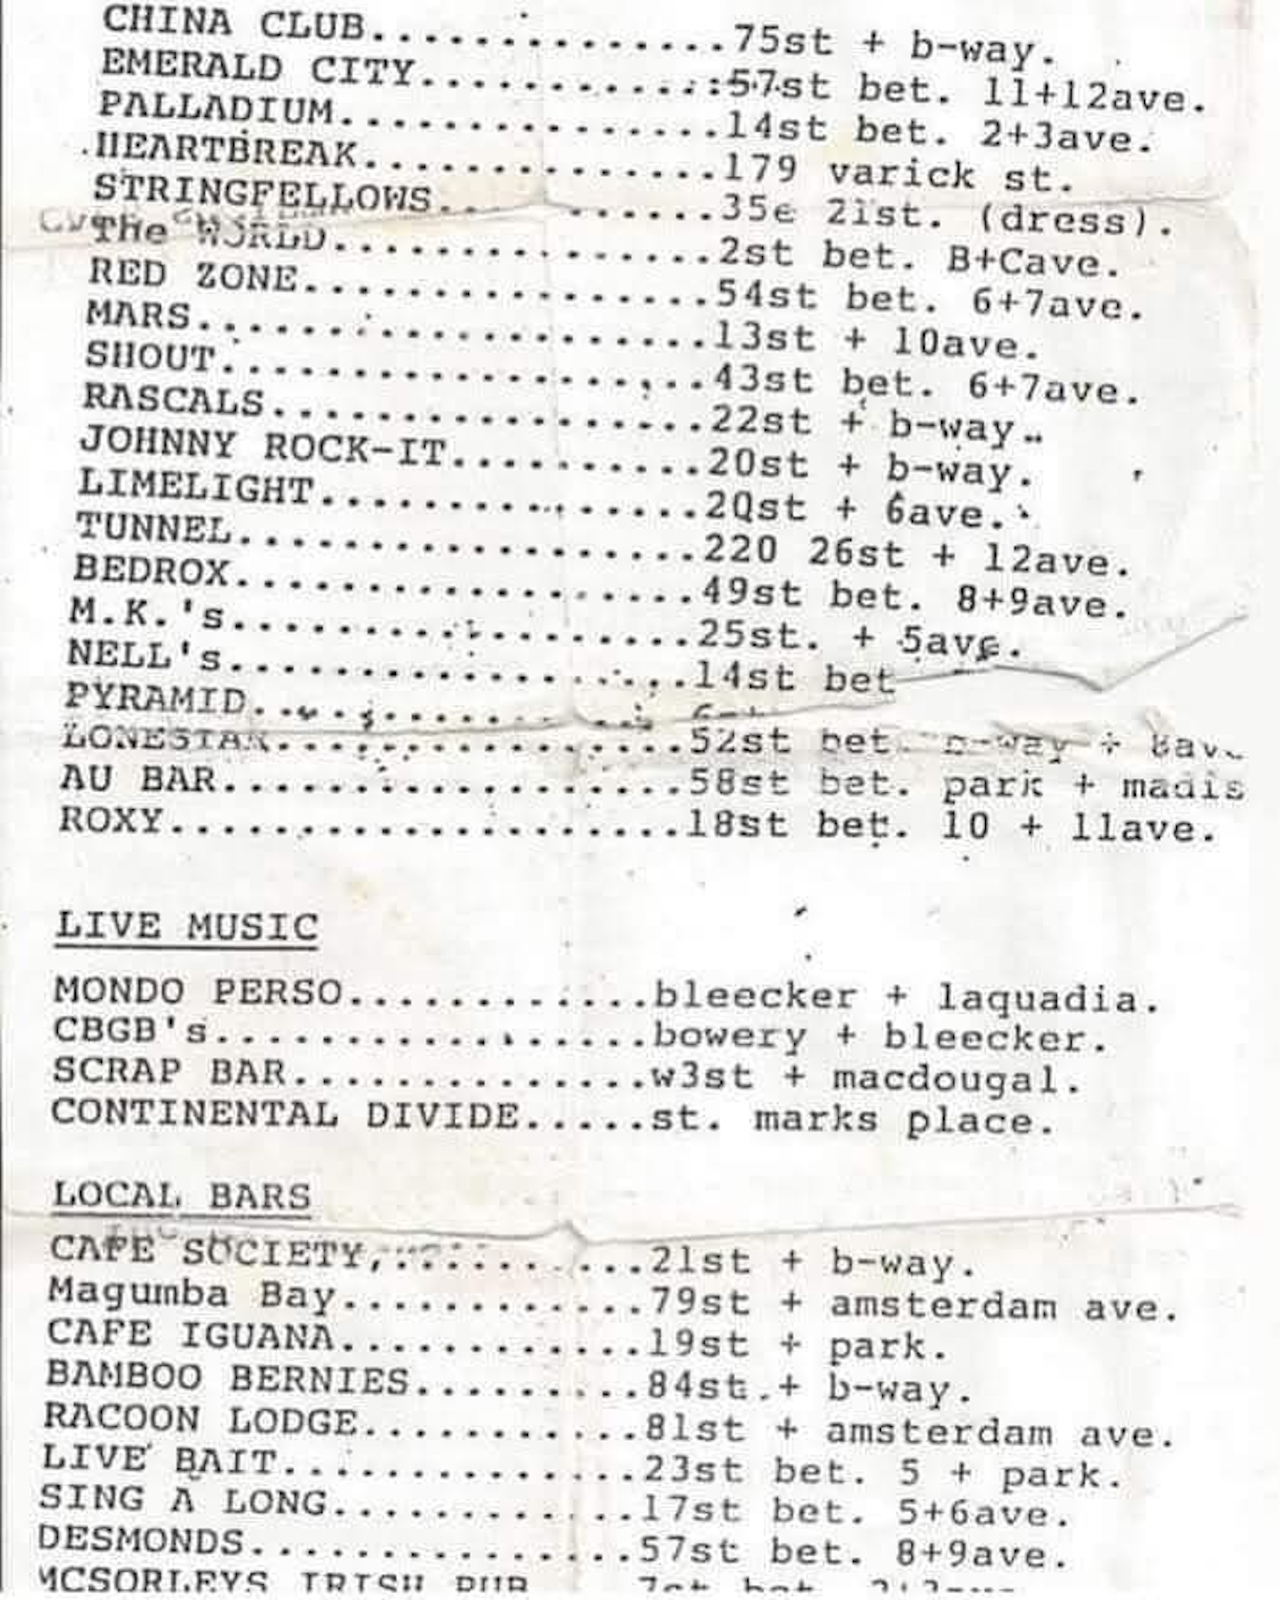 CHINA CLUB..............75st + b-way.
EMERALD CITY............57st bet. 11+12ave.
PALLADIUM...............14st bet. 2+3ave.
HEARTBREAK..............179 varick st.
STRINGFELLOWS...........35e 21st. (dress).
The WORLD...............2st bet. B+Cave.
RED ZONE................54st bet. 6+7ave.
MARS....................13st + 10ave.
SHOUT...................43st bet. 6+7ave.
RASCALS.................22st + b-way.
JOHNNY ROCK-IT..........20st + b-way.
LIMELIGHT...............20st + 6ave.
TUNNEL..................220 26st + 12ave.
BEDROX..................49st bet. 8+9ave.
M.K.'s..................25st. + 5ave.
NELL's..................14st bet
PYRAMID
LONESTAR................52st bet. b-way + 8ave
AU BAR..................58st bet. park + madis
ROXY....................18st bet. 10 + 11ave.
LIVE MUSIC
MONDO PERSO.............bleecker + laquadia.
CBGB's..................bowery + bleecker.
SCRAP BAR...............w3st + macdougal.
CONTINENTAL DIVIDE.....st. marks place.
LOCAL BARS
CAFE SOCIETY,...........21st + b-way.
Magumba Bay.............79st + amsterdam ave.
CAFE IGUANA.............19st + park.
BAMBOO BERNIES..........84st.+ b-way.
RACOON LODGE............81st + amsterdam ave.
LIVE BAIT...............23st bet. 5 + park.
SING A LONG.............17st bet. 5+6ave.
DESMONDS................57st bet. 8+9ave.
MCSORLEYS IRISH PUB 7st bet. 2+3ave